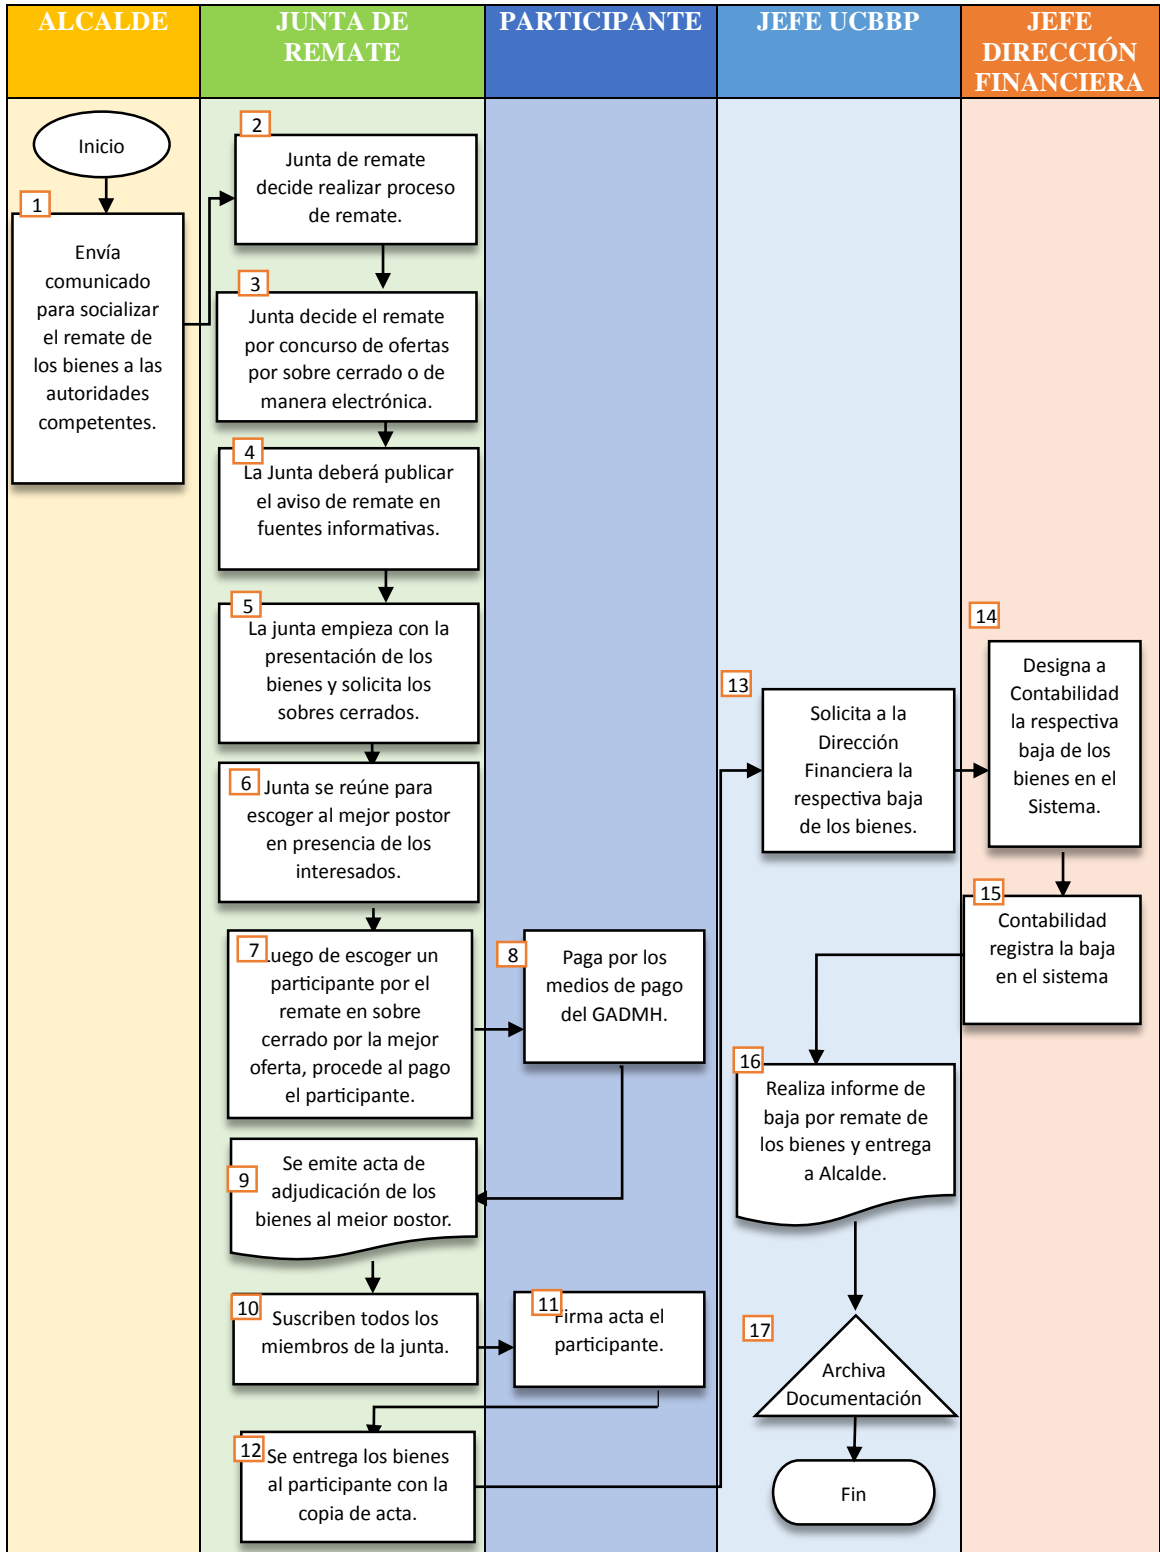 ALCALDE
JUNTA DE
REMATE
PARTICIPANTE
JEFE UCBBP
JEFE
DIRECCIÓN
FINANCIERA
Inicio
1
Envía
comunicado
para socializar
el remate de
los bienes a las
autoridades
competentes.
2
Junta de remate
decide realizar proceso
de remate.
3
Junta decide el remate
por concurso de ofertas
por sobre cerrado o de
manera electrónica.
4
La Junta deberá publicar
el aviso de remate en
fuentes informativas.
5
La junta empieza con la
presentación de los
bienes y solicita los
sobres cerrados.
6
Junta se reúne para
escoger al mejor postor
en presencia de los
interesados.
7
Luego de escoger un
participante por el
remate en sobre
cerrado por la mejor
oferta, procede al pago
el participante.
8
Paga por los
medios de pago
del GADMH.
9
Se emite acta de
adjudicación de los
bienes al mejor postor.
10
Suscriben todos los
miembros de la junta.
11
Firma acta el
participante.
12
Se entrega los bienes
al participante con la
copia de acta.
13
Solicita a la
Dirección
Financiera la
respectiva baja
de los bienes.
14
Designa a
Contabilidad
la respectiva
baja de los
bienes en el
Sistema.
15
Contabilidad
registra la baja
en el sistema
16
Realiza informe de
baja por remate de
los bienes y entrega
a Alcalde.
17
Archiva
Documentación
Fin